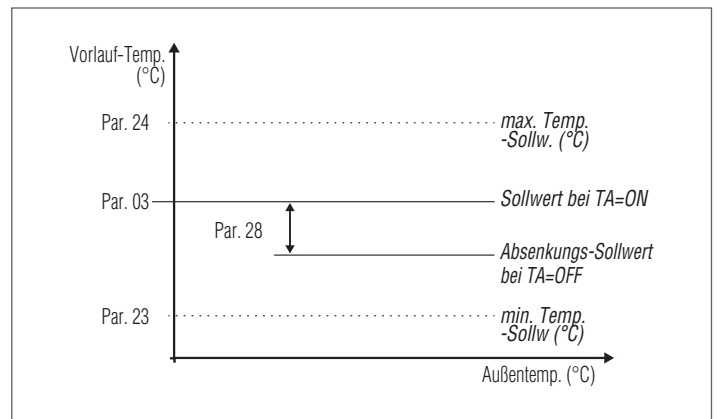 Vorlauf-Temp.
(°C)
Par. 24
max. Temp.
-Sollw. (°C)
Par. 03
Sollwert bei TA=ON
Par. 28
Absenkungs-Sollwert
bei TA=OFF
Par. 23
min. Temp.
-Sollw (°C)
Außentemp. (°C)